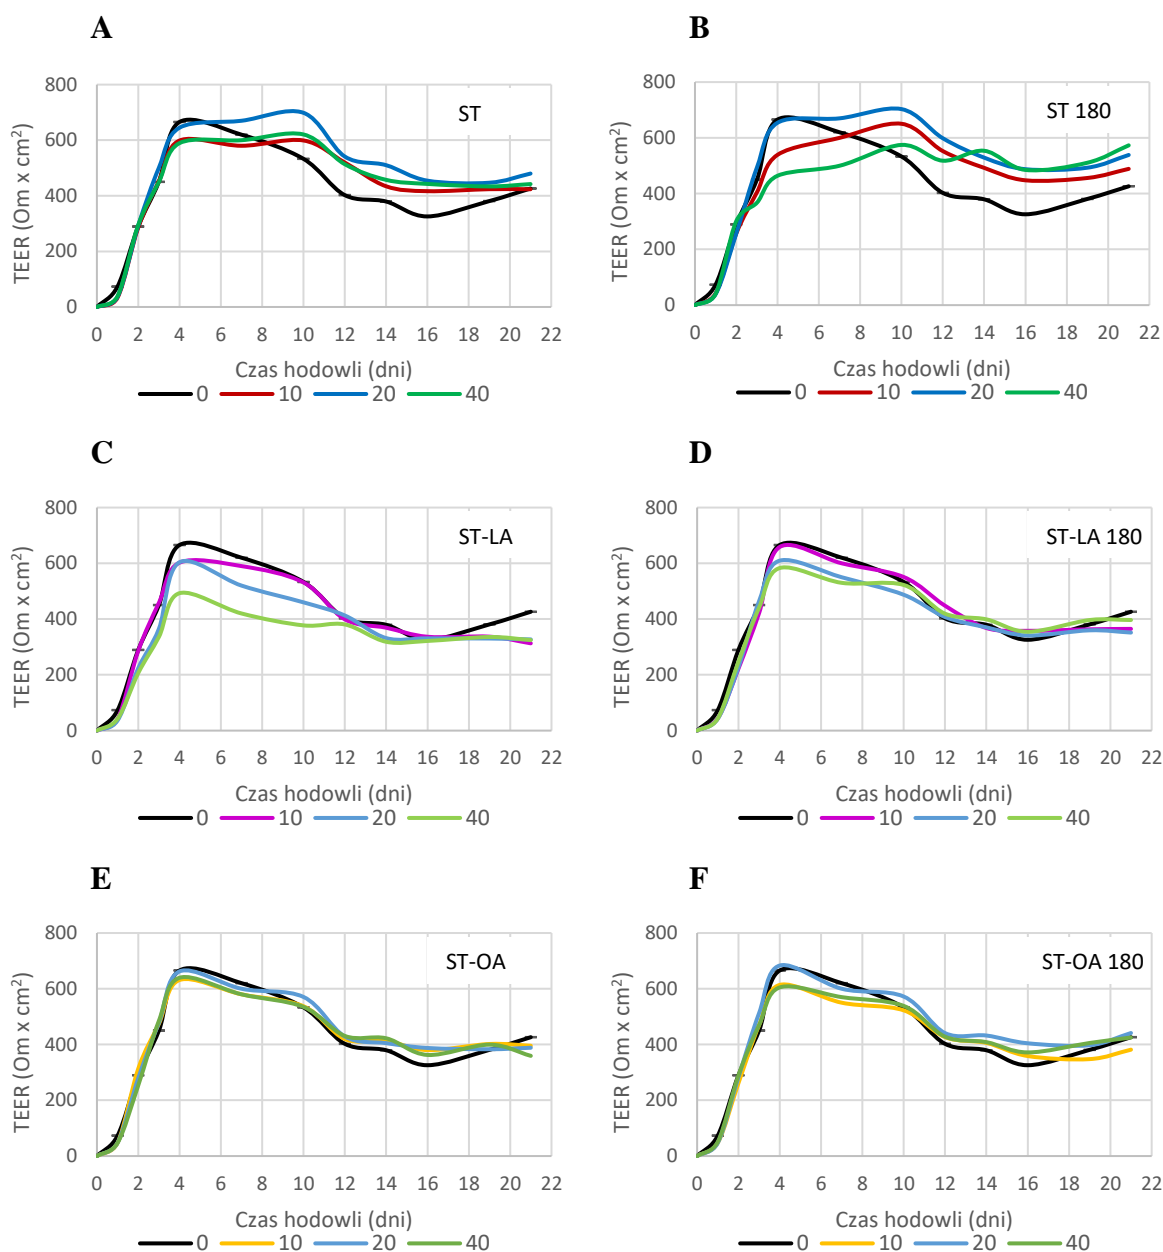 A
TEER (Om x cm²)
800
600
400
200
0
ST
0 2 4 6 8 10 12 14 16 18 20 22
Czas hodowli (dni)
0 10 20 40
B
TEER (Om x cm²)
800
600
400
200
0
ST 180
0 2 4 6 8 10 12 14 16 18 20 22
Czas hodowli (dni)
0 10 20 40
C
TEER (Om x cm²)
800
600
400
200
0
ST-LA
0 2 4 6 8 10 12 14 16 18 20 22
Czas hodowli (dni)
0 10 20 40
D
TEER (Om x cm²)
800
600
400
200
0
ST-LA 180
0 2 4 6 8 10 12 14 16 18 20 22
Czas hodowli (dni)
0 10 20 40
E
TEER (Om x cm²)
800
600
400
200
0
ST-OA
0 2 4 6 8 10 12 14 16 18 20 22
Czas hodowli (dni)
0 10 20 40
F
TEER (Om x cm²)
800
600
400
200
0
ST-OA 180
0 2 4 6 8 10 12 14 16 18 20 22
Czas hodowli (dni)
0 10 20 40